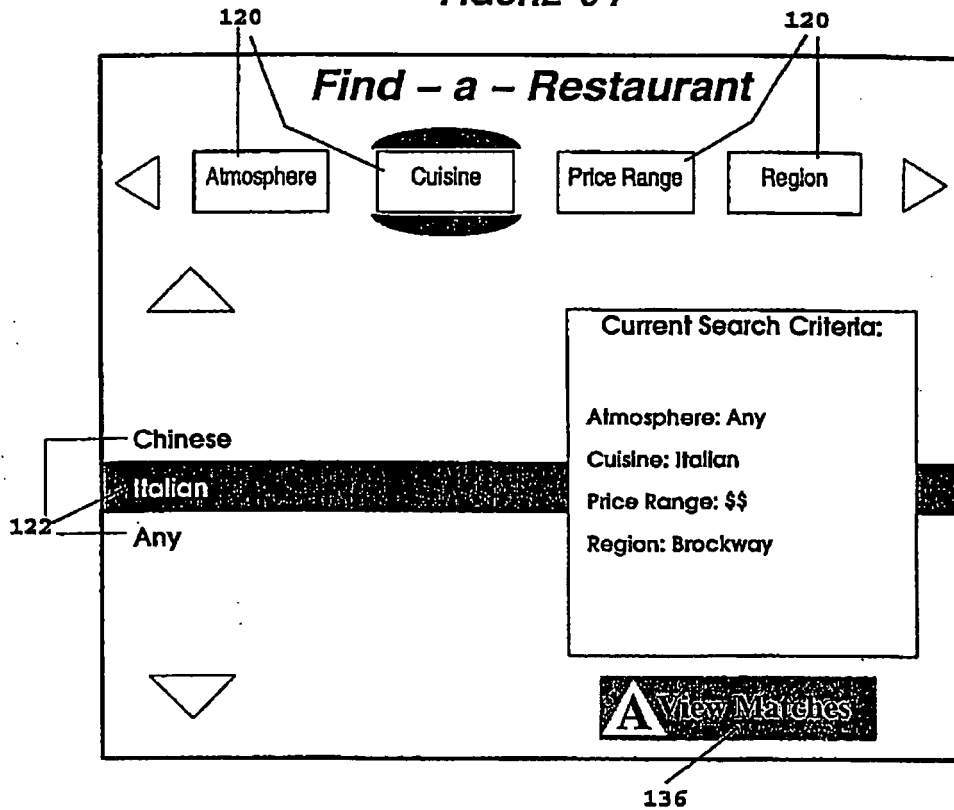 120
120
Find – a – Restaurant
Atmosphere
Cuisine
Price Range
Region
Current Search Criteria:
Atmosphere: Any
Chinese
Cuisine: Italian
Italian
Price Range: $$
122
Any
Region: Brockway
A View Matches
136